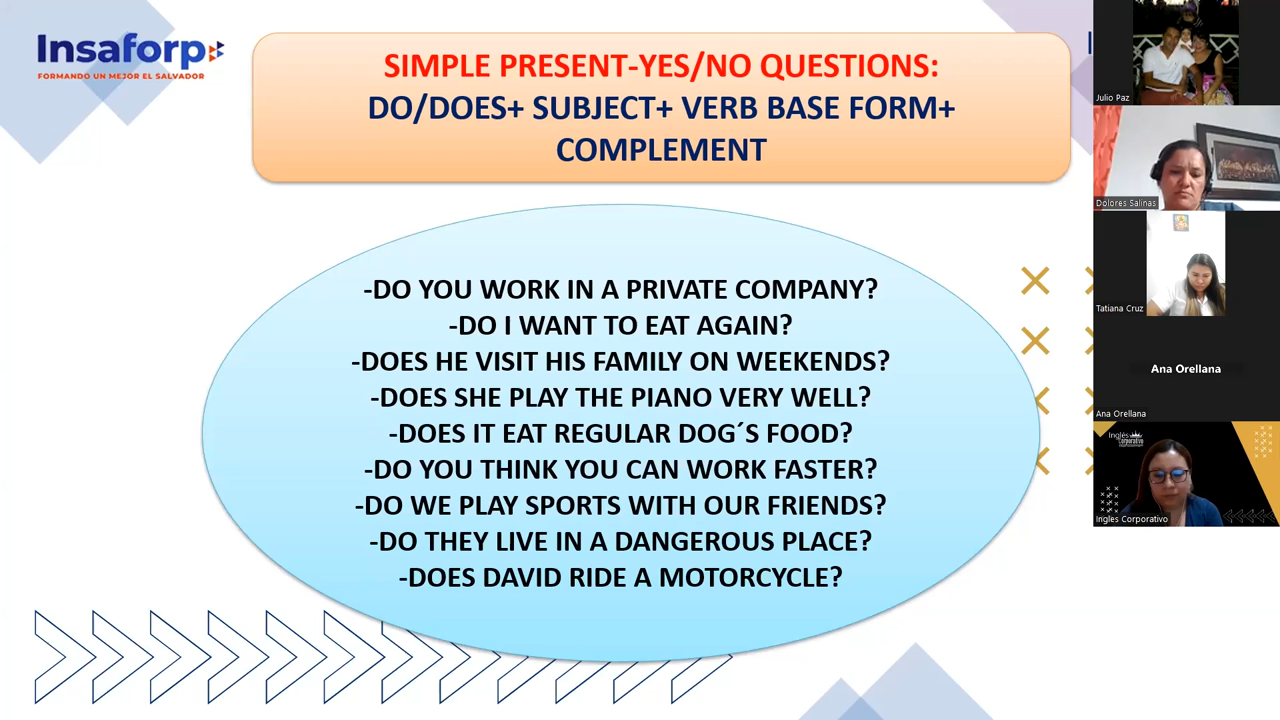 Insaforp
FORMANDO UN MEJOR EL SALVADOR
SIMPLE PRESENT-YES/NO QUESTIONS:
DO/DOES+ SUBJECT+ VERB BASE FORM+
COMPLEMENT
-DO YOU WORK IN A PRIVATE COMPANY?
-DO I WANT TO EAT AGAIN?
-DOES HE VISIT HIS FAMILY ON WEEKENDS?
-DOES SHE PLAY THE PIANO VERY WELL?
-DOES IT EAT REGULAR DOG´S FOOD?
-DO YOU THINK YOU CAN WORK FASTER?
-DO WE PLAY SPORTS WITH OUR FRIENDS?
-DO THEY LIVE IN A DANGEROUS PLACE?
-DOES DAVID RIDE A MOTORCYCLE?
Julio Paz
Dolores Salinas
Tatiana Cruz
Ana Orellana
Ana Orellana
Inglés
Corporativo
Ingles Corporativo